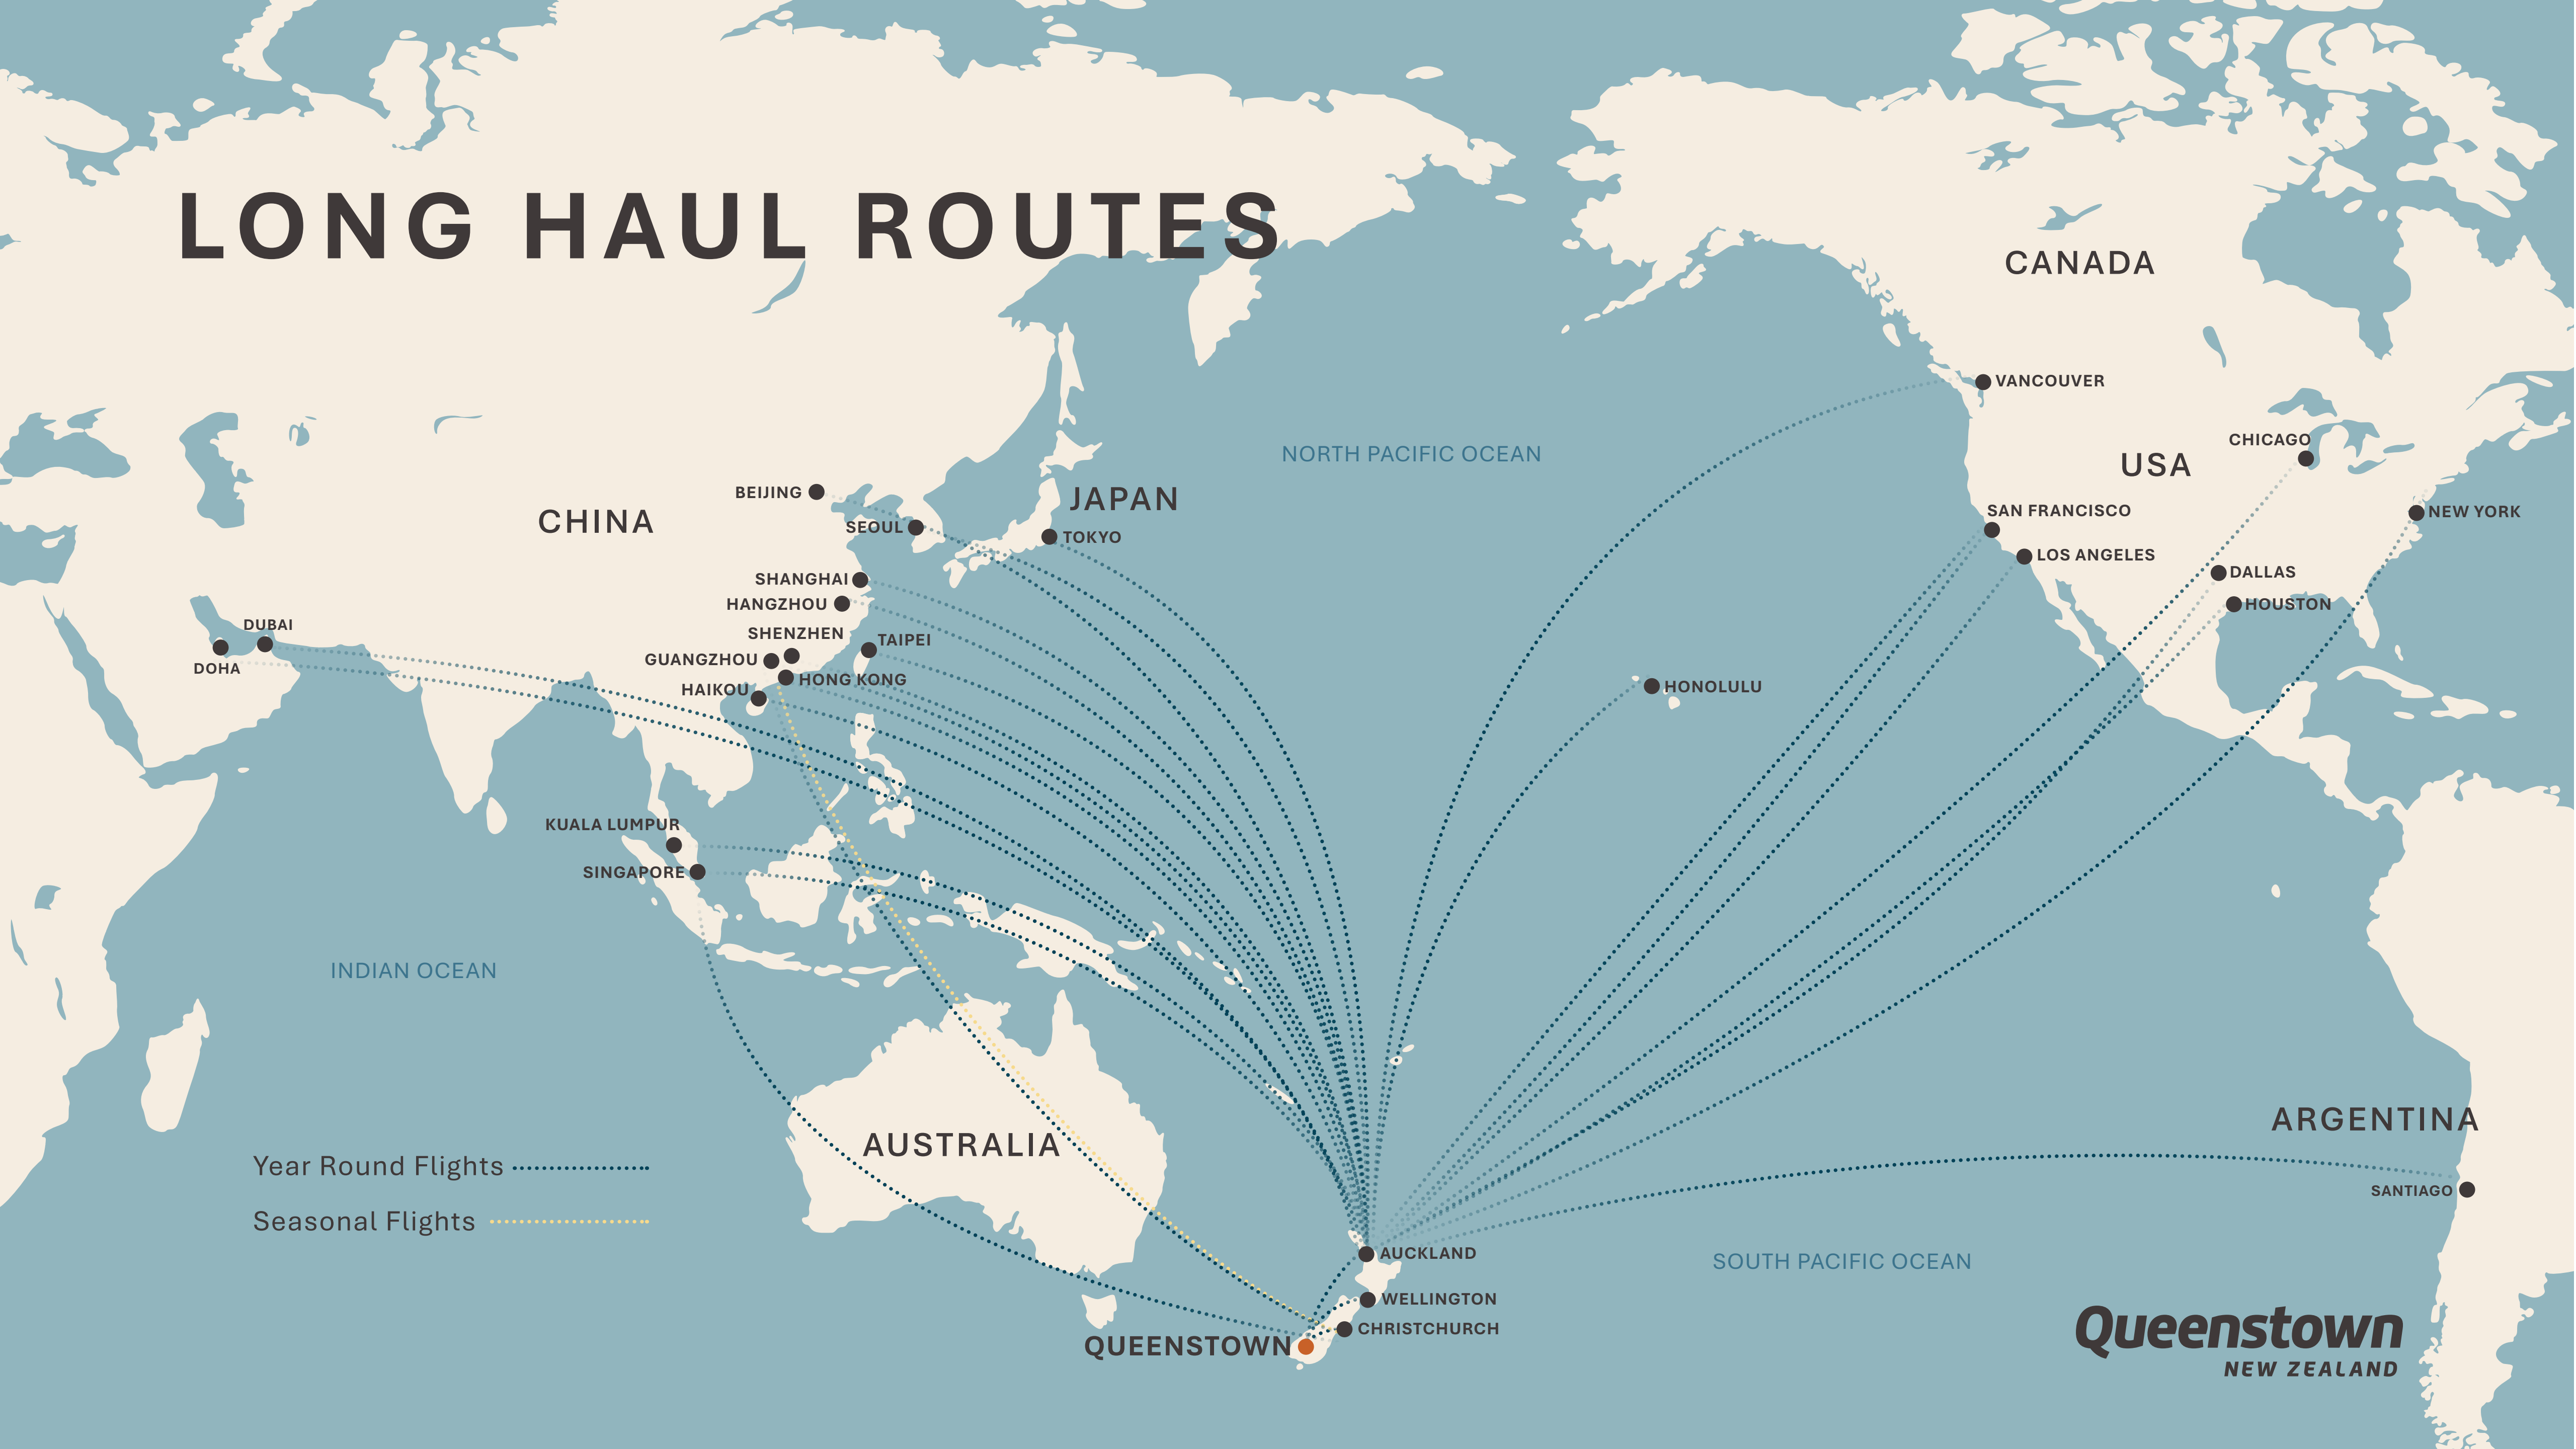 LONG HAUL ROUTES
CANADA
VANCOUVER
CHICAGO
NORTH PACIFIC OCEAN
USA
BEIJING
JAPAN
SAN FRANCISCO
NEW YORK
CHINA
SEOUL
TOKYO
LOS ANGELES
SHANGHAI
DALLAS
HANGZHOU
HOUSTON
DUBAI
SHENZHEN
TAIPEI
GUANGZHOU
DOHA
HONG KONG
HAIKOU
HONOLULU
KUALA LUMPUR
SINGAPORE
INDIAN OCEAN
ARGENTINA
AUSTRALIA
Year Round Flights
SANTIAGO
Seasonal Flights
AUCKLAND
SOUTH PACIFIC OCEAN
WELLINGTON
CHRISTCHURCH
QUEENSTOWN
Queenstown
NEW ZEALAND